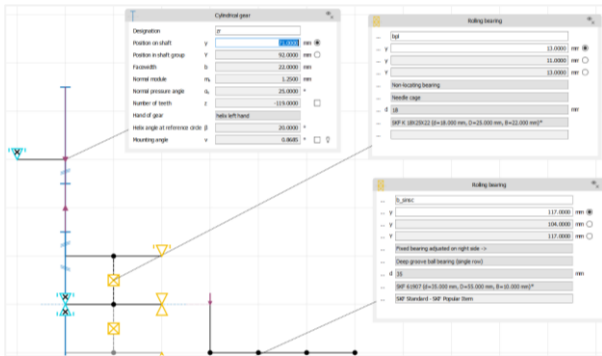 Cylindrical gear
Designation
Position on shaft y 71.0000 mm
Position in shaft group Y 92.0000 mm
Facewidth b 22.0000 mm
Normal module mn 1.2500 mm
Normal pressure angle αn 25.0000 °
Number of teeth z -119.0000
Hand of gear helix left hand
Helix angle at reference circle β 20.0000 °
Mounting angle v 0.8685 °
Rolling bearing
bpl
... y 13.0000 mm
... y 11.0000 mm
... Y 13.0000 mm
... Non-locating bearing
... Needle cage
... d 18 mm
... SKF K 18X25X22 (d=18.000 mm, D=25.000 mm, B=22.000 mm)*
...
Rolling bearing
... b_sinsc
... y 117.0000 mm
... y 104.0000 mm
... Y 117.0000 mm
... Fixed bearing adjusted on right side ->
... Deep groove ball bearing (single row)
... d 35 mm
... SKF 61907 (d=35.000 mm, D=55.000 mm, B=10.000 mm)*
... SKF Standard - SKF Popular Item